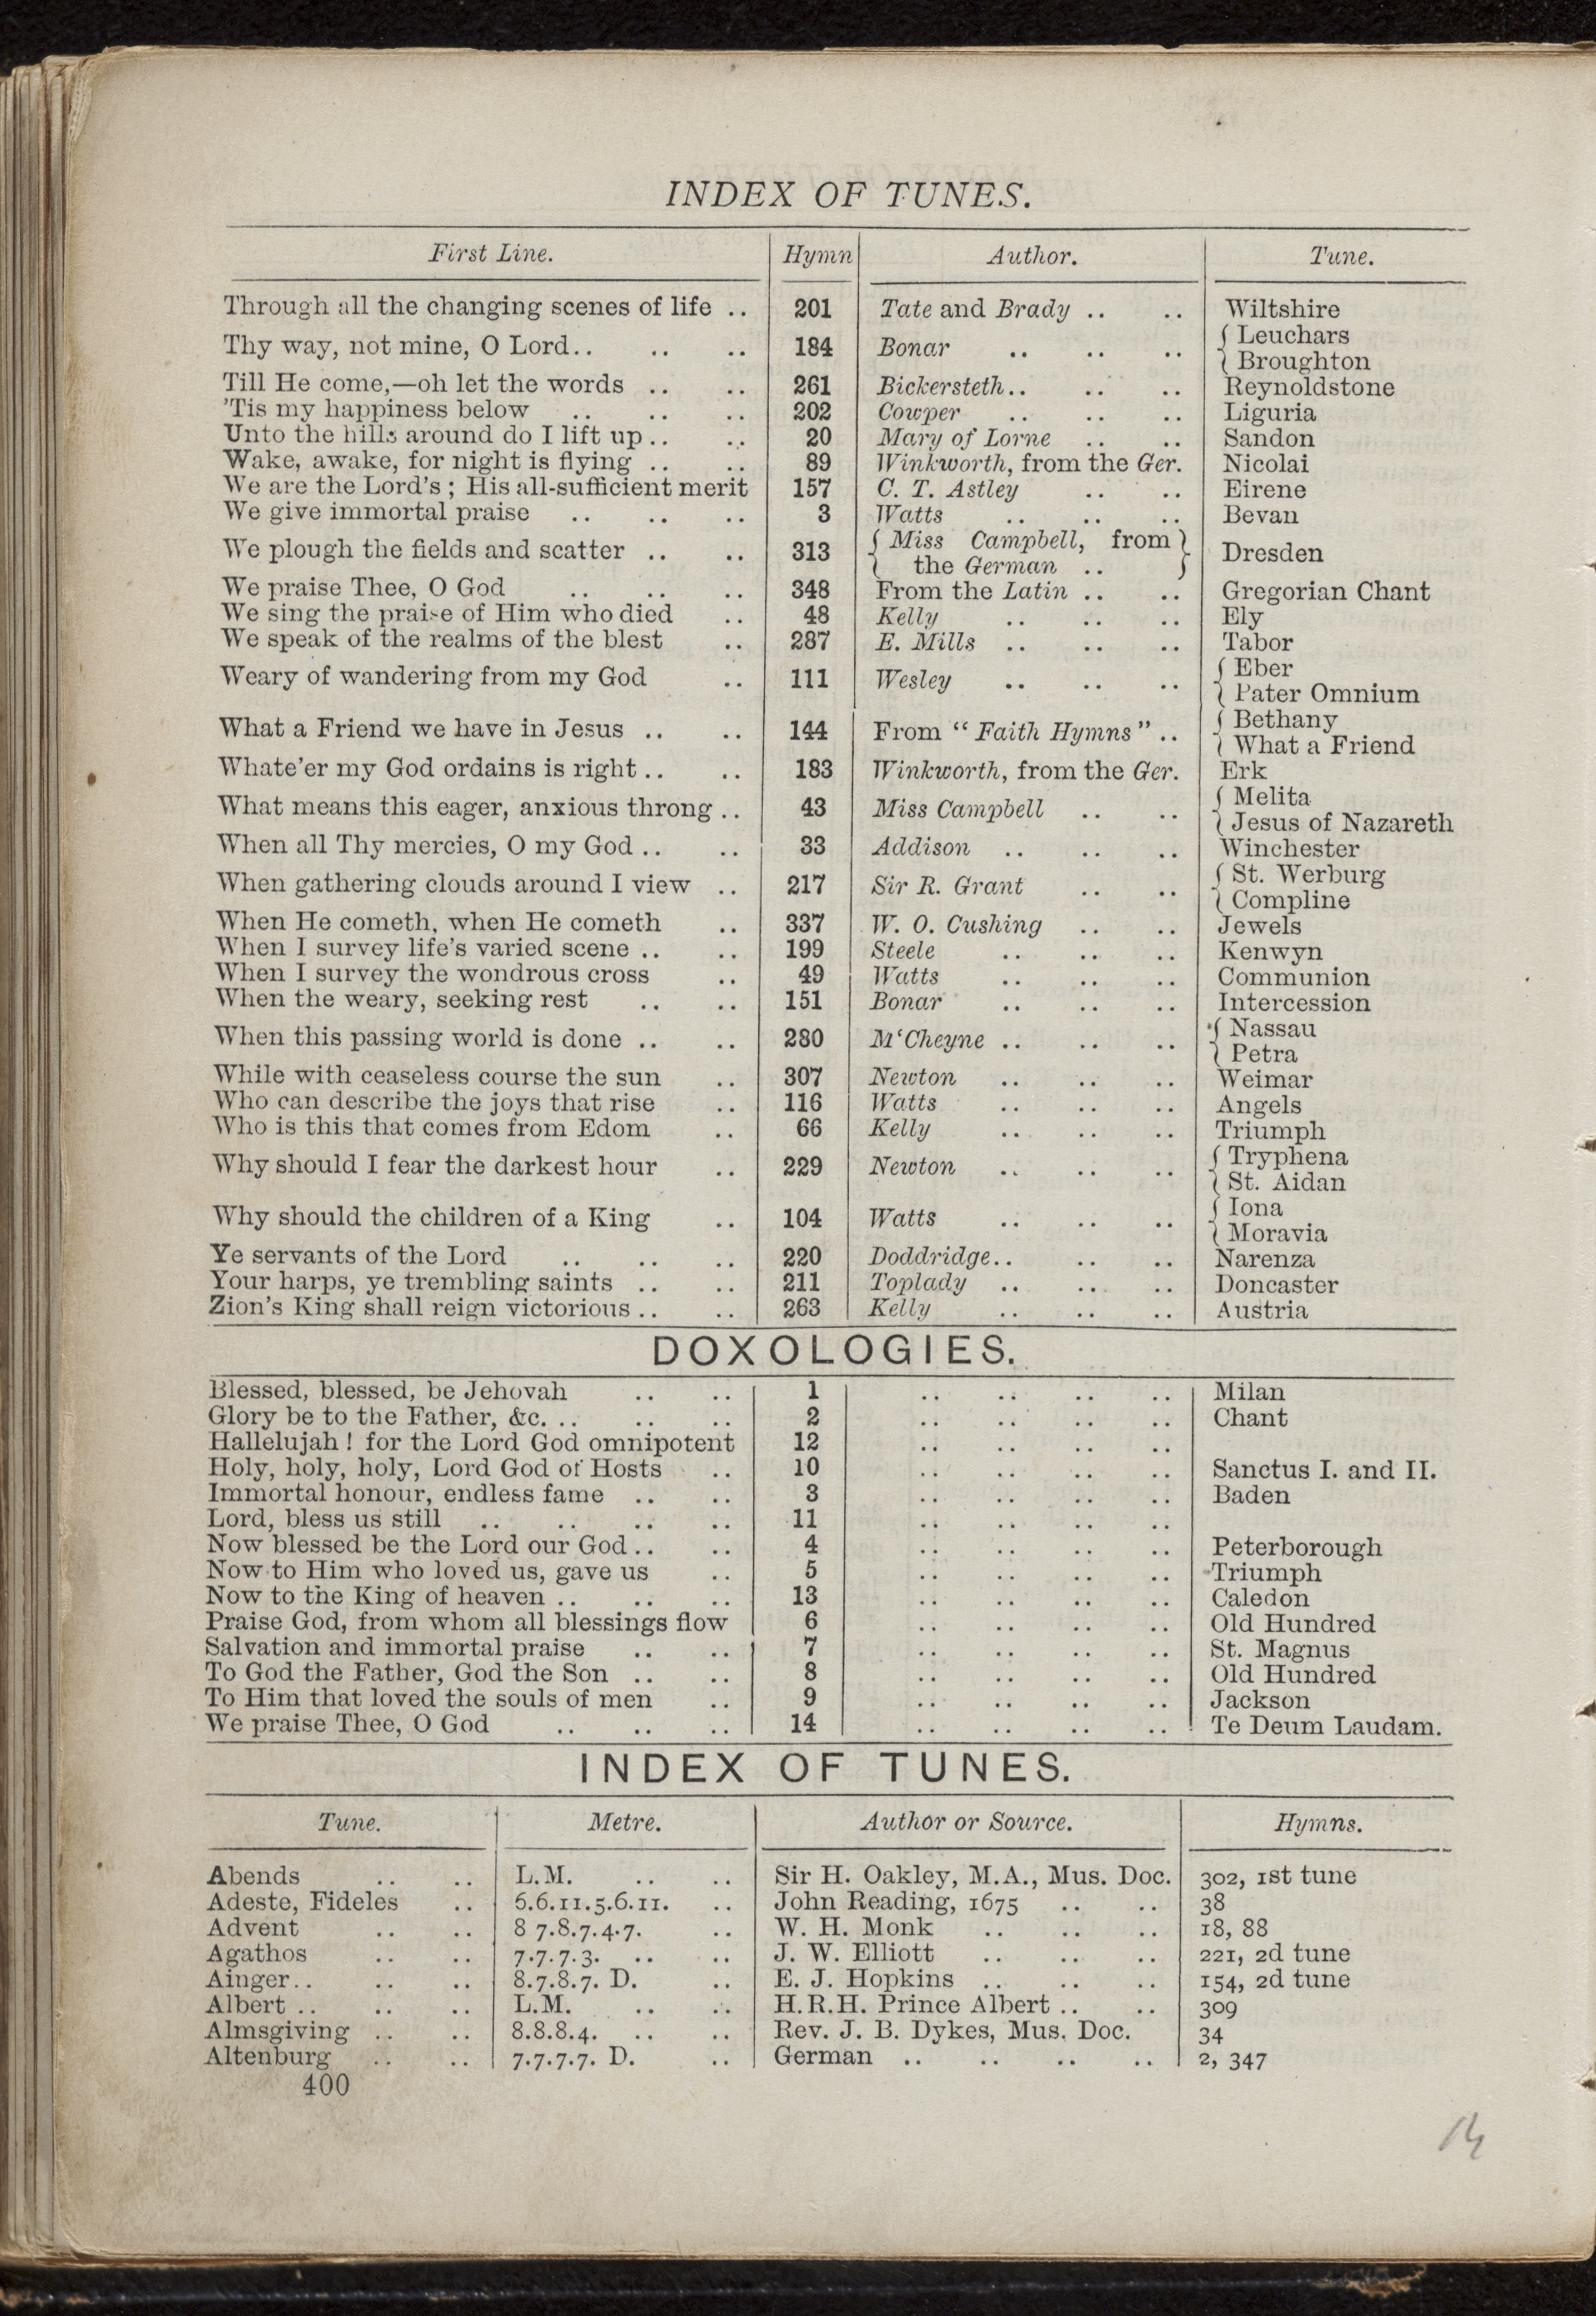 INDEX OF TUNES.
First Line. Hymn Author. Tune.
Through all the changing scenes of life .. 201 Tate and Brady .. .. Wiltshire
Thy way, not mine, O Lord.. .. .. 184 Bonar .. .. .. { Leuchars
{ Broughton
Till He come,—oh let the words .. .. 261 Bickersteth.. .. .. Reynoldstone
'Tis my happiness below .. .. .. 202 Cowper .. .. .. Liguria
Unto the hills around do I lift up .. .. 20 Mary of Lorne .. .. Sandon
Wake, awake, for night is flying .. .. 89 Winkworth, from the Ger. Nicolai
We are the Lord's ; His all-sufficient merit 157 C. T. Astley .. .. Eirene
We give immortal praise .. .. .. 3 Watts .. .. .. Bevan
We plough the fields and scatter .. .. 313 { Miss Campbell, from } Dresden
{ the German .. }
We praise Thee, O God .. .. .. 348 From the Latin .. .. Gregorian Chant
We sing the praise of Him who died .. 48 Kelly .. .. .. Ely
We speak of the realms of the blest .. 287 E. Mills .. .. .. Tabor
Weary of wandering from my God .. 111 Wesley .. .. .. { Eber
{ Pater Omnium
What a Friend we have in Jesus .. .. 144 From “ Faith Hymns ” .. { Bethany
{ What a Friend
Whate'er my God ordains is right .. .. 183 Winkworth, from the Ger. Erk
What means this eager, anxious throng .. 43 Miss Campbell .. .. { Melita
{ Jesus of Nazareth
When all Thy mercies, O my God .. .. 33 Addison .. .. .. Winchester
When gathering clouds around I view .. 217 Sir R. Grant .. .. { St. Werburg
{ Compline
When He cometh, when He cometh .. 337 W. O. Cushing .. .. Jewels
When I survey life's varied scene .. .. 199 Steele .. .. .. Kenwyn
When I survey the wondrous cross .. 49 Watts .. .. .. Communion
When the weary, seeking rest .. .. 151 Bonar .. .. .. Intercession
When this passing world is done .. .. 280 M‘Cheyne .. .. .. { Nassau
{ Petra
While with ceaseless course the sun .. 307 Newton .. .. .. Weimar
Who can describe the joys that rise .. 116 Watts .. .. .. Angels
Who is this that comes from Edom .. 66 Kelly .. .. .. Triumph
Why should I fear the darkest hour .. 229 Newton .. .. .. { Tryphena
{ St. Aidan
Why should the children of a King .. 104 Watts .. .. .. { Iona
{ Moravia
Ye servants of the Lord .. .. .. 220 Doddridge.. .. .. Narenza
Your harps, ye trembling saints .. .. 211 Toplady .. .. .. Doncaster
Zion's King shall reign victorious .. .. 263 Kelly .. .. .. Austria
DOXOLOGIES.
Blessed, blessed, be Jehovah .. .. 1 .. .. .. .. Milan
Glory be to the Father, &c. .. .. .. 2 .. .. .. .. Chant
Hallelujah ! for the Lord God omnipotent 12 .. .. .. ..
Holy, holy, holy, Lord God of Hosts .. 10 .. .. .. .. Sanctus I. and II.
Immortal honour, endless fame .. .. 3 .. .. .. .. Baden
Lord, bless us still .. .. .. .. 11 .. .. .. ..
Now blessed be the Lord our God .. .. 4 .. .. .. .. Peterborough
Now to Him who loved us, gave us .. 5 .. .. .. .. Triumph
Now to the King of heaven .. .. .. 13 .. .. .. .. Caledon
Praise God, from whom all blessings flow 6 .. .. .. .. Old Hundred
Salvation and immortal praise .. .. 7 .. .. .. .. St. Magnus
To God the Father, God the Son .. .. 8 .. .. .. .. Old Hundred
To Him that loved the souls of men .. 9 .. .. .. .. Jackson
We praise Thee, O God .. .. .. 14 .. .. .. .. Te Deum Laudam.
INDEX OF TUNES.
Tune. Metre. Author or Source. Hymns.
Abends .. .. L.M. .. .. Sir H. Oakley, M.A., Mus. Doc. 302, 1st tune
Adeste, Fideles .. 6.6.11.5.6.11. .. John Reading, 1675 .. .. 38
Advent .. .. 8 7.8.7.4.7. .. W. H. Monk .. .. .. 18, 88
Agathos .. .. 7.7.7.3. .. .. J. W. Elliott .. .. .. 221, 2d tune
Ainger.. .. .. 8.7.8.7. D. .. E. J. Hopkins .. .. .. 154, 2d tune
Albert .. .. .. L.M. .. .. H.R.H. Prince Albert .. .. 309
Almsgiving .. .. 8.8.8.4. .. .. Rev. J. B. Dykes, Mus. Doc. 34
Altenburg .. .. 7.7.7.7. D. .. German .. .. .. .. 2, 347
400